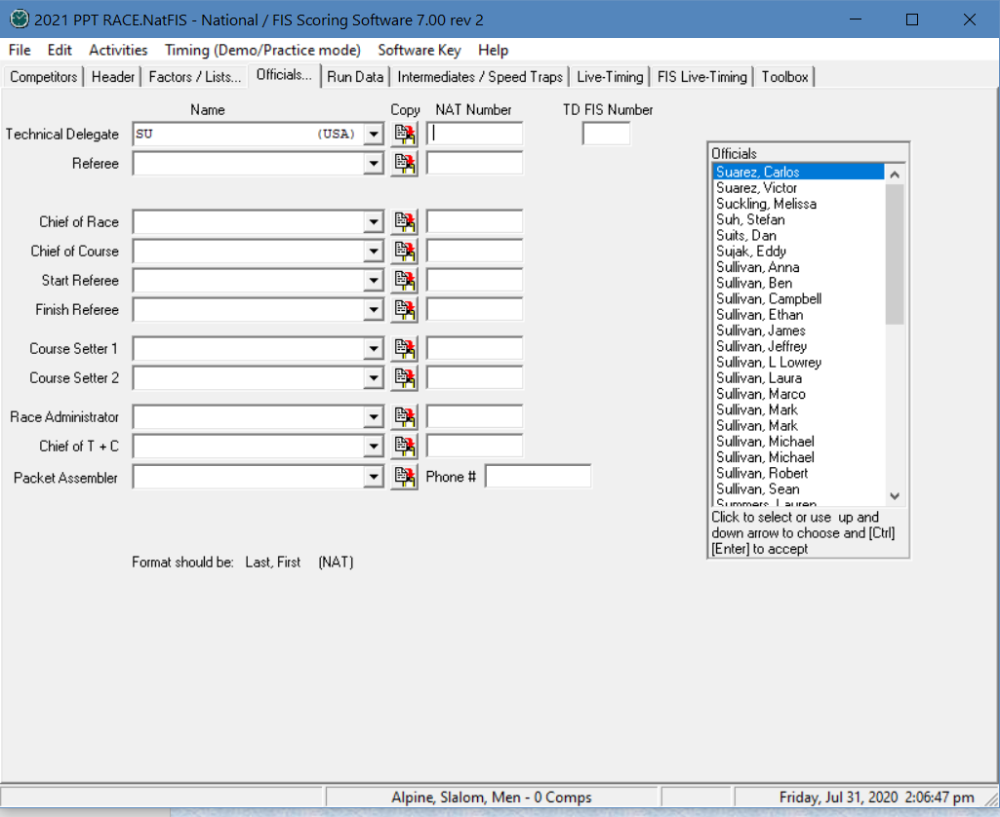 2021 PPT RACE.NatFIS - National / FIS Scoring Software 7.00 rev 2
File Edit Activities Timing (Demo/Practice mode) Software Key Help
Competitors Header Factors / Lists... Officials... Run Data Intermediates / Speed Traps Live-Timing FIS Live-Timing Toolbox
Name Copy NAT Number TD FIS Number
Technical Delegate SU (USA)
Referee
Chief of Race
Chief of Course
Start Referee
Finish Referee
Course Setter 1
Course Setter 2
Race Administrator
Chief of T + C
Packet Assembler Phone #
Format should be: Last, First (NAT)
Officials
Suarez, Carlos
Suarez, Victor
Suckling, Melissa
Suh, Stefan
Suits, Dan
Sujak, Eddy
Sullivan, Anna
Sullivan, Ben
Sullivan, Campbell
Sullivan, Ethan
Sullivan, James
Sullivan, Jeffrey
Sullivan, L Lowrey
Sullivan, Laura
Sullivan, Marco
Sullivan, Mark
Sullivan, Mark
Sullivan, Michael
Sullivan, Michael
Sullivan, Robert
Sullivan, Sean
Summers, Lauren
Click to select or use up and
down arrow to choose and [Ctrl]
[Enter] to accept
Alpine, Slalom, Men - 0 Comps
Friday, Jul 31, 2020 2:06:47 pm